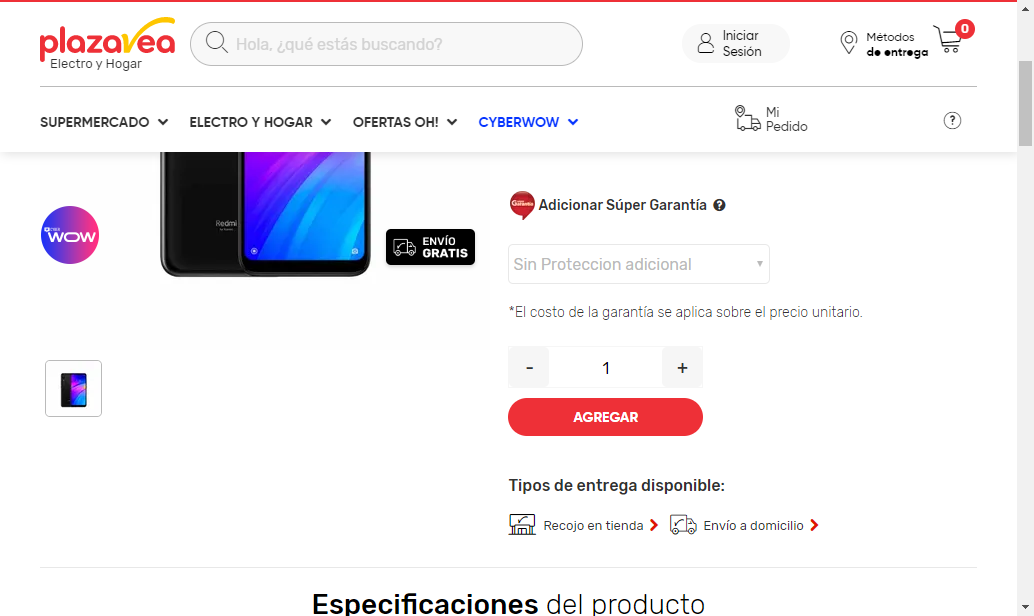 plazavea
Electro y Hogar
Hola, ¿qué estás buscando?
Iniciar
Sesión
Métodos
de entrega
0
SUPERMERCADO
ELECTRO Y HOGAR
OFERTAS OH!
CYBERWOW
Mi
Pedido
?
Redmi
CYBER
WOW
ENVÍO
GRATIS
Garantía
Adicionar Súper Garantía ?
Sin Proteccion adicional
*El costo de la garantía se aplica sobre el precio unitario.
- 1 +
AGREGAR
Tipos de entrega disponible:
Recojo en tienda
Envío a domicilio
Especificaciones del producto